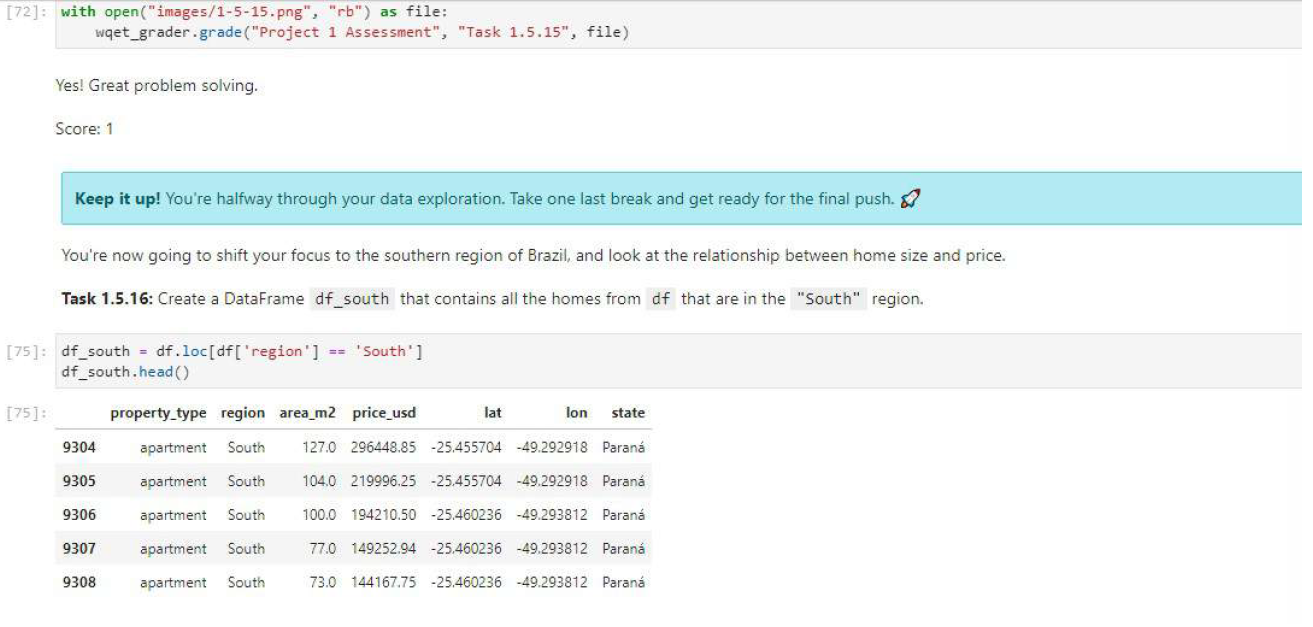 [72]: with open("images/1-5-15.png", "rb") as file:
wqet_grader.grade("Project 1 Assessment", "Task 1.5.15", file)
Yes! Great problem solving.
Score: 1
Keep it up! You're halfway through your data exploration. Take one last break and get ready for the final push. 🚀
You're now going to shift your focus to the southern region of Brazil, and look at the relationship between home size and price.
Task 1.5.16: Create a DataFrame df_south that contains all the homes from df that are in the "South" region.
[75]: df_south = df.loc[df['region'] == 'South']
df_south.head()
[75]: property_type region area_m2 price_usd lat lon state
9304 apartment South 127.0 296448.85 -25.455704 -49.292918 Paraná
9305 apartment South 104.0 219996.25 -25.455704 -49.292918 Paraná
9306 apartment South 100.0 194210.50 -25.460236 -49.293812 Paraná
9307 apartment South 77.0 149252.94 -25.460236 -49.293812 Paraná
9308 apartment South 73.0 144167.75 -25.460236 -49.293812 Paraná